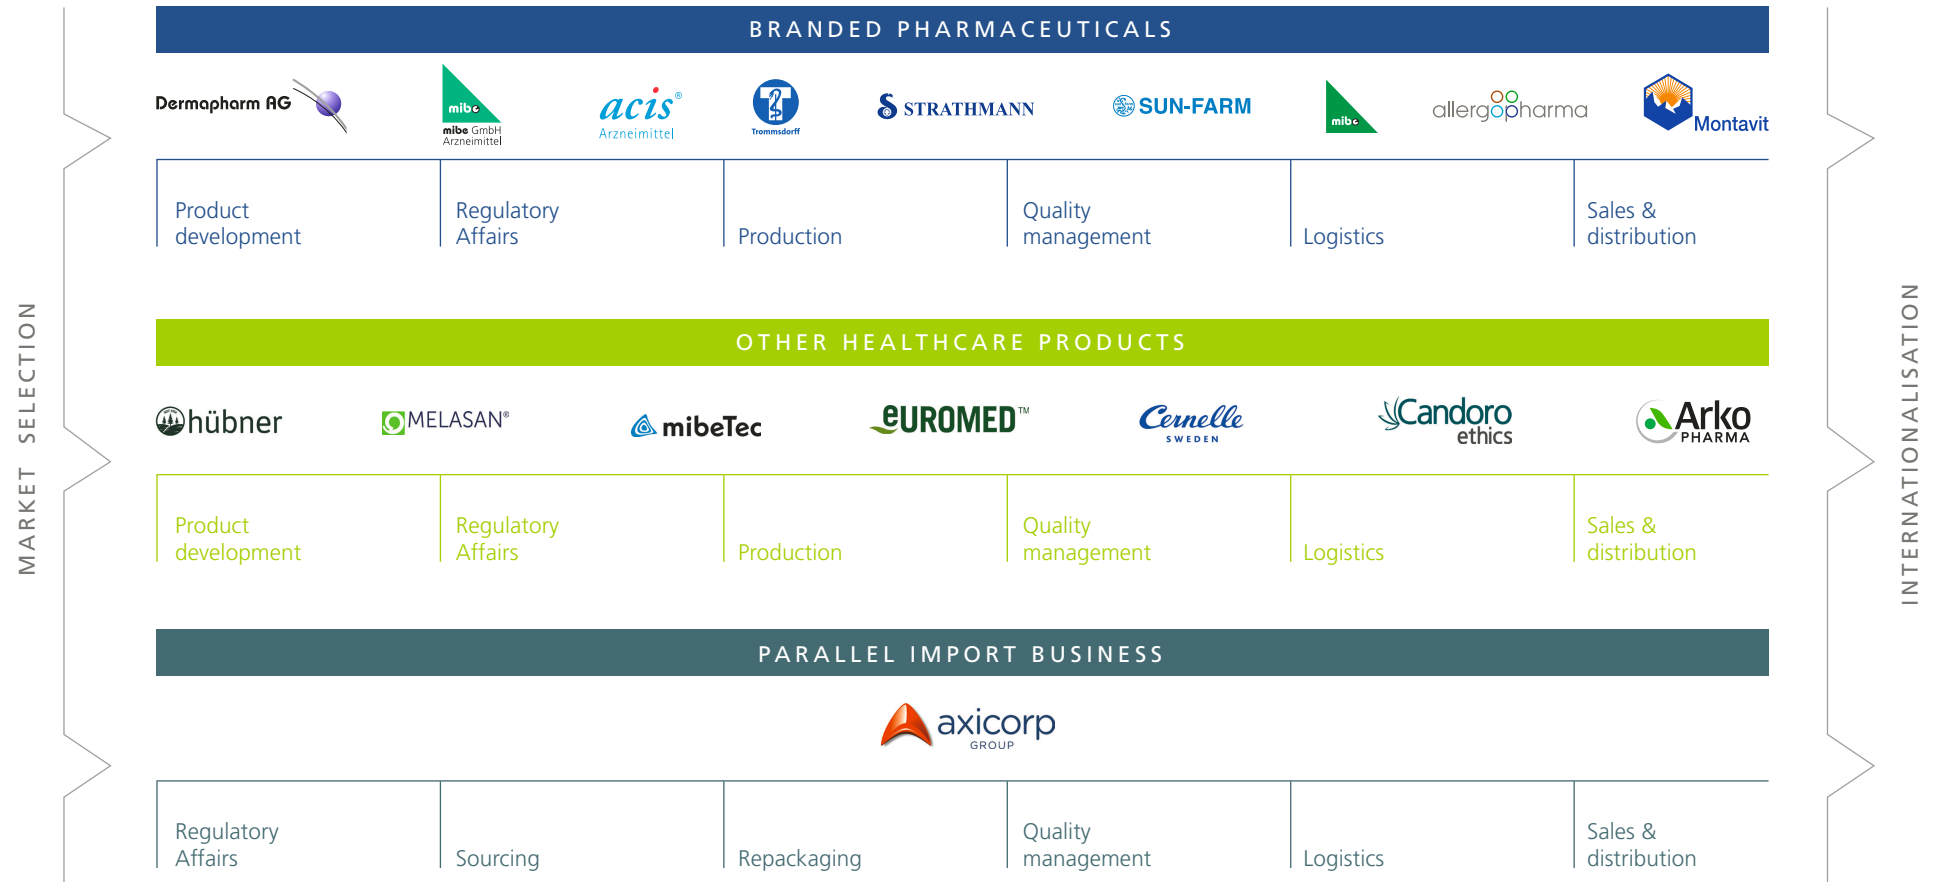 BRANDED PHARMACEUTICALS
Dermapharm AG
mibe
mibe GmbH
Arzneimittel
acis®
Arzneimittel
T
Trommsdorff
STRATHMANN
SUN-FARM
mibe
allergopharma
Montavit
Product
development
Regulatory
Affairs
Production
Quality
management
Logistics
Sales &
distribution
MARKET SELECTION
INTERNATIONALISATION
OTHER HEALTHCARE PRODUCTS
hübner
MELASAN®
mibeTec
EUROMED™
Cernelle
SWEDEN
Candoro
ethics
Arko
PHARMA
Product
development
Regulatory
Affairs
Production
Quality
management
Logistics
Sales &
distribution
PARALLEL IMPORT BUSINESS
axicorp
GROUP
Regulatory
Affairs
Sourcing
Repackaging
Quality
management
Logistics
Sales &
distribution